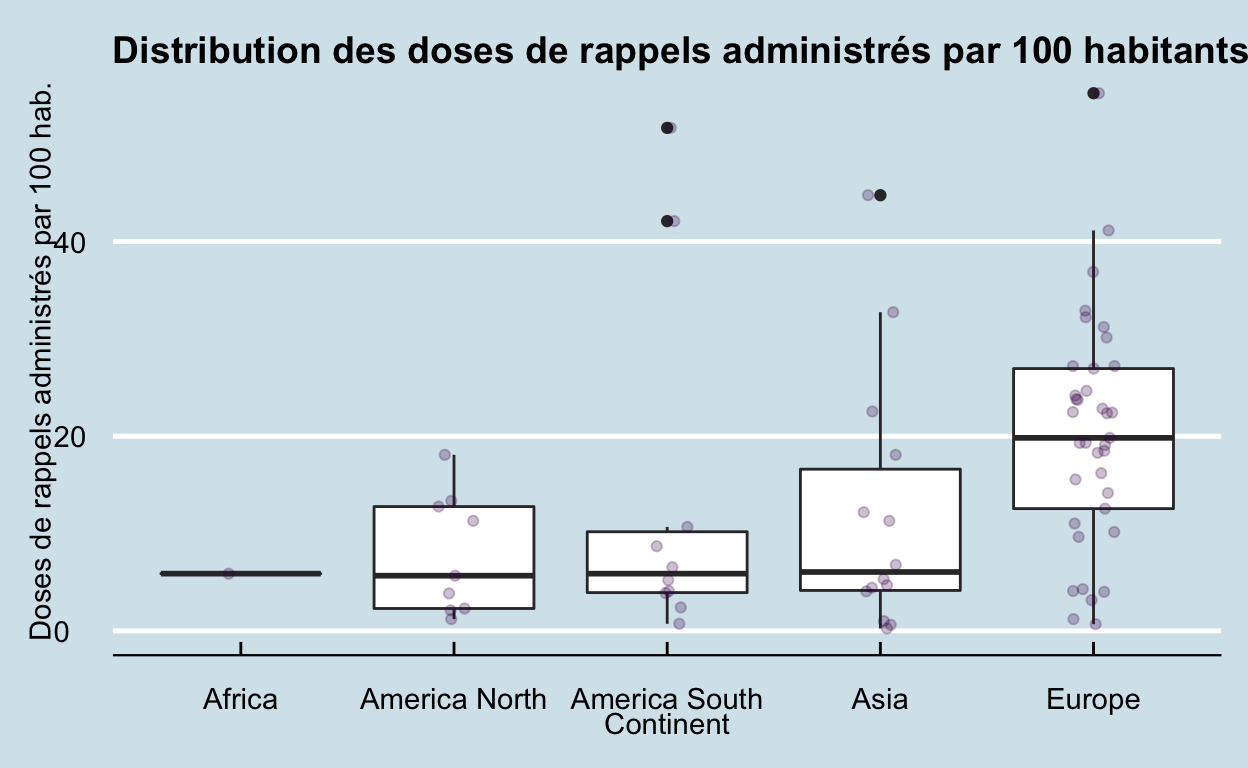 Distribution des doses de rappels administrés par 100 habitants
Doses de rappels administrés par 100 hab.
40
20
0
Africa
America North
America South
Asia
Europe
Continent